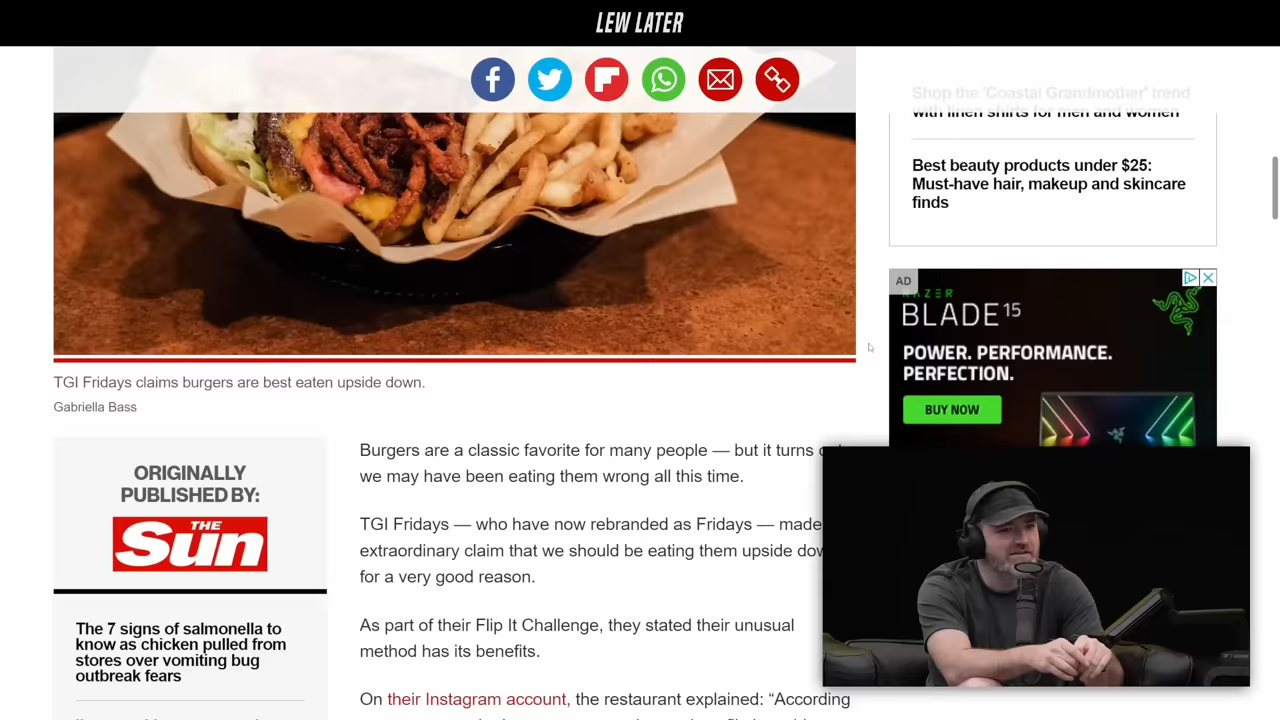 LEW LATER
Shop the 'Coastal Grandmother' trend
with linen shirts for men and women
Best beauty products under $25:
Must-have hair, makeup and skincare
finds
AD
RAZER
BLADE 15
POWER. PERFORMANCE.
PERFECTION.
BUY NOW
TGI Fridays claims burgers are best eaten upside down.
Gabriella Bass
ORIGINALLY
PUBLISHED BY:
THE
Sun
The 7 signs of salmonella to
know as chicken pulled from
stores over vomiting bug
outbreak fears
Burgers are a classic favorite for many people — but it turns
we may have been eating them wrong all this time.
TGI Fridays — who have now rebranded as Fridays — made
extraordinary claim that we should be eating them upside
for a very good reason.
As part of their Flip It Challenge, they stated their unusual
method has its benefits.
On their Instagram account, the restaurant explained: “According